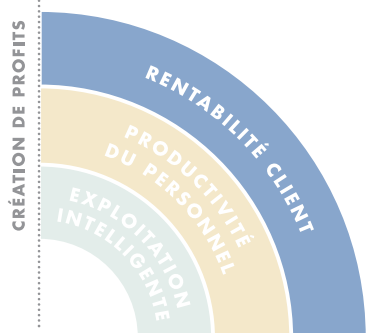 CRÉATION DE PROFITS
RENTABILITÉ CLIENT
PRODUCTIVITÉ
DU PERSONNEL
EXPLOITATION
INTELLIGENTE